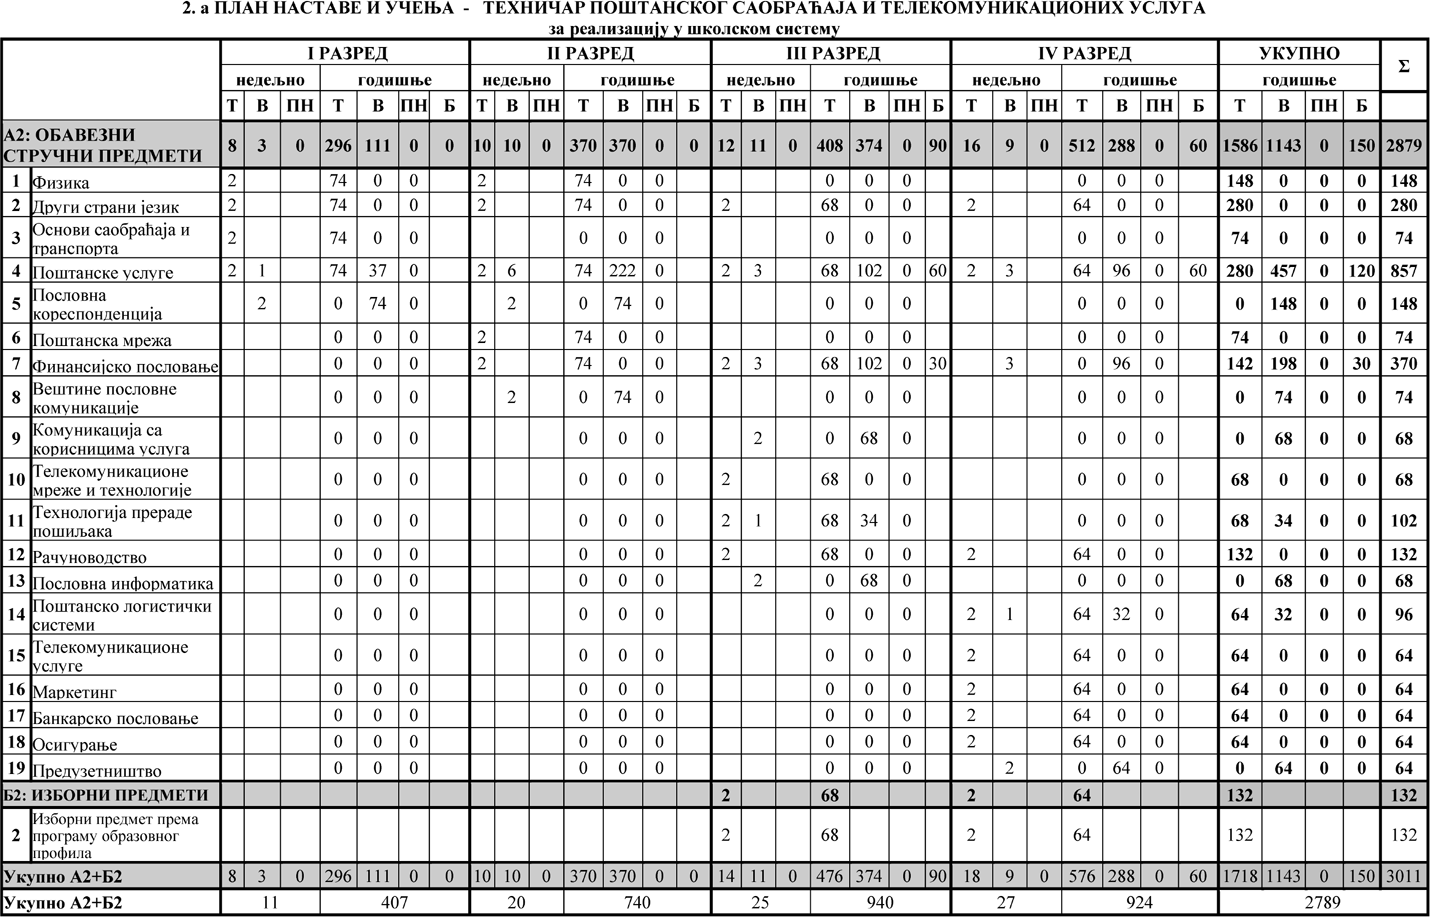 2. а ПЛАН НАСТАВЕ И УЧЕЊА - ТЕХНИЧАР ПОШТАНСКОГ САОБРАЋАЈА И ТЕЛЕКОМУНИКАЦИОНИХ УСЛУГА
за реализацију у школском систему
I РАЗРЕД II РАЗРЕД III РАЗРЕД IV РАЗРЕД УКУПНО Σ
недељно годишње недељно годишње недељно годишње недељно годишње годишње
Т В ПН Т В ПН Б Т В ПН Т В ПН Б Т В ПН Т В ПН Б Т В ПН Т В ПН Б Т В ПН Б
А2: ОБАВЕЗНИ
СТРУЧНИ ПРЕДМЕТИ 8 3 0 296 111 0 0 10 10 0 370 370 0 0 12 11 0 408 374 0 90 16 9 0 512 288 0 60 1586 1143 0 150 2879
1 Физика 2 74 0 0 2 74 0 0 0 0 0 0 0 0 148 0 0 0 148
2 Други страни језик 2 74 0 0 2 74 0 0 2 68 0 0 2 64 0 0 280 0 0 0 280
3 Основи саобраћаја и
транспорта 2 74 0 0 0 0 0 0 0 0 0 0 0 74 0 0 0 74
4 Поштанске услуге 2 1 74 37 0 2 6 74 222 0 2 3 68 102 0 60 2 3 64 96 0 60 280 457 0 120 857
5 Пословна
кореспонденција 2 0 74 0 2 0 74 0 0 0 0 0 0 0 0 148 0 0 148
6 Поштанска мрежа 0 0 0 2 74 0 0 0 0 0 0 0 0 74 0 0 0 74
7 Финансијско пословање 0 0 0 2 74 0 0 2 3 68 102 0 30 3 0 96 0 142 198 0 30 370
8 Вештине пословне
комуникације 0 0 0 2 0 74 0 0 0 0 0 0 0 0 74 0 0 74
9 Комуникација са
корисницима услуга 0 0 0 0 0 0 2 0 68 0 0 0 0 0 68 0 0 68
10 Телекомуникационе
мреже и технологије 0 0 0 0 0 0 2 68 0 0 0 0 0 68 0 0 0 68
11 Технологија прераде
пошиљака 0 0 0 0 0 0 2 1 68 34 0 0 0 0 68 34 0 0 102
12 Рачуноводство 0 0 0 0 0 0 2 68 0 0 2 64 0 0 132 0 0 0 132
13 Пословна информатика 0 0 0 0 0 0 2 0 68 0 0 0 0 0 68 0 0 68
14 Поштанско логистички
системи 0 0 0 0 0 0 0 0 0 2 1 64 32 0 64 32 0 0 96
15 Телекомуникационе
услуге 0 0 0 0 0 0 0 0 0 2 64 0 0 64 0 0 0 64
16 Маркетинг 0 0 0 0 0 0 0 0 0 2 64 0 0 64 0 0 0 64
17 Банкарско пословање 0 0 0 0 0 0 0 0 0 2 64 0 0 64 0 0 0 64
18 Осигурање 0 0 0 0 0 0 0 0 0 2 64 0 0 64 0 0 0 64
19 Предузетништво 0 0 0 0 0 0 0 0 0 2 0 64 0 0 64 0 0 64
Б2: ИЗБОРНИ ПРЕДМЕТИ 2 68 2 64 132 132
2 Изборни предмет према
програму образовног
профила 2 68 2 64 132 132
Укупно А2+Б2 8 3 0 296 111 0 0 10 10 0 370 370 0 0 14 11 0 476 374 0 90 18 9 0 576 288 0 60 1718 1143 0 150 3011
Укупно А2+Б2 11 407 20 740 25 940 27 924 2789